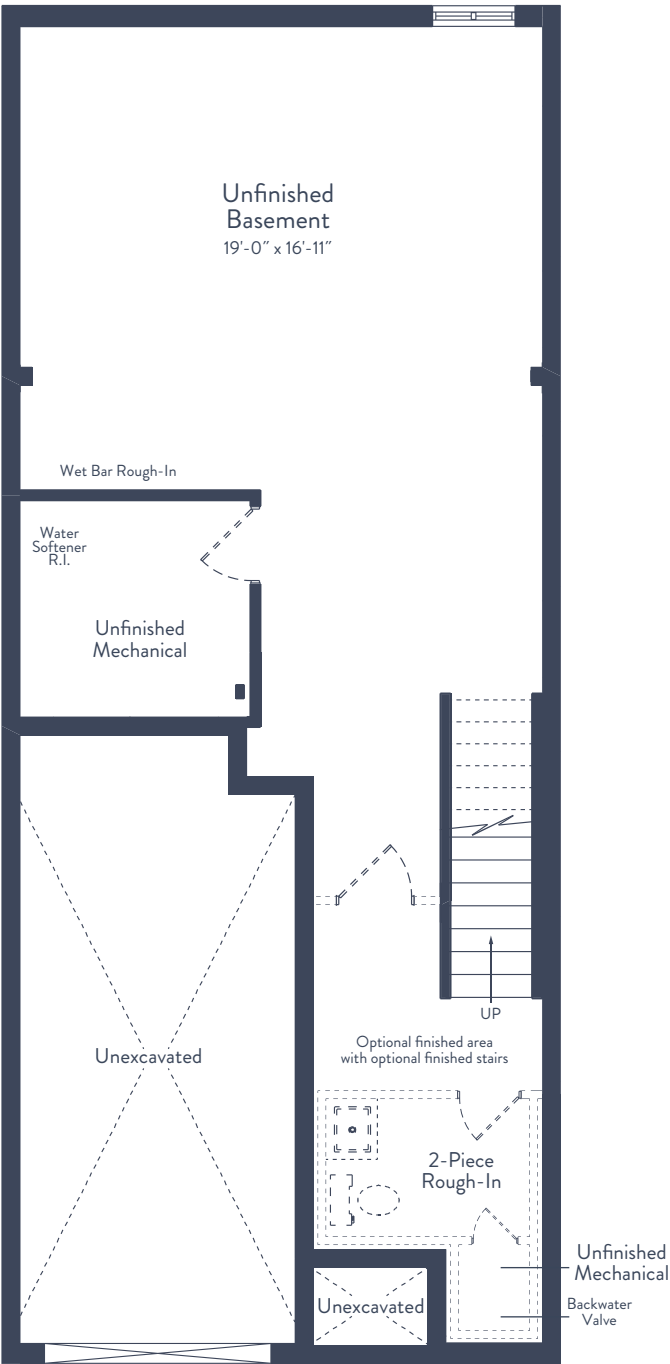 Unfinished
Basement
19'-0" x 16'-11"
Wet Bar Rough-In
Water
Softener
R.I.
Unfinished
Mechanical
UP
Optional finished area
with optional finished stairs
Unexcavated
2-Piece
Rough-In
Unfinished
Mechanical
Unexcavated
Backwater
Valve